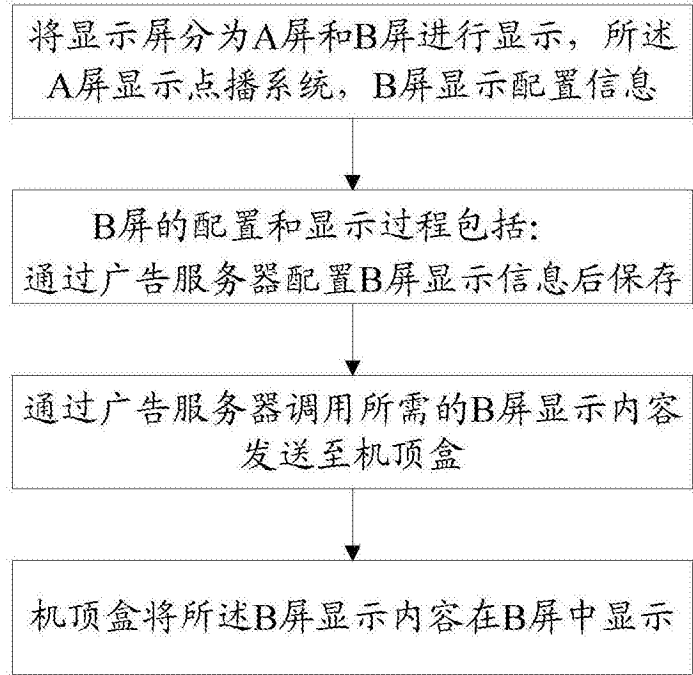 将显示屏分为A屏和B屏进行显示，所述
A屏显示点播系统，B屏显示配置信息
B屏的配置和显示过程包括：
通过广告服务器配置B屏显示信息后保存
通过广告服务器调用所需的B屏显示内容
发送至机顶盒
机顶盒将所述B屏显示内容在B屏中显示